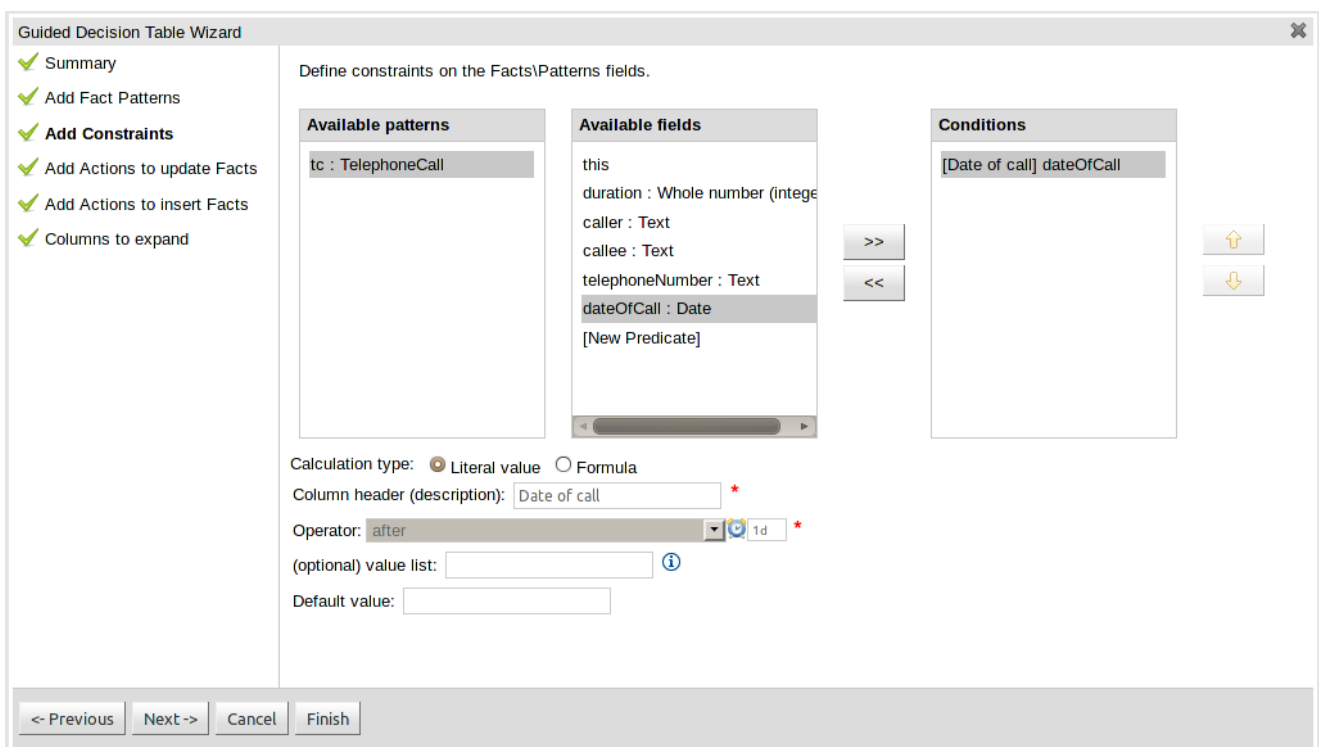 Guided Decision Table Wizard
Summary
Add Fact Patterns
Add Constraints
Add Actions to update Facts
Add Actions to insert Facts
Columns to expand
Define constraints on the Facts\Patterns fields.
Available patterns
tc : TelephoneCall
Available fields
this
duration : Whole number (intege
caller : Text
callee : Text
telephoneNumber : Text
dateOfCall : Date
[New Predicate]
>>
<<
Conditions
[Date of call] dateOfCall
Calculation type: Literal value Formula
Column header (description): Date of call *
Operator: after 1d *
(optional) value list:
Default value:
<- Previous Next -> Cancel Finish